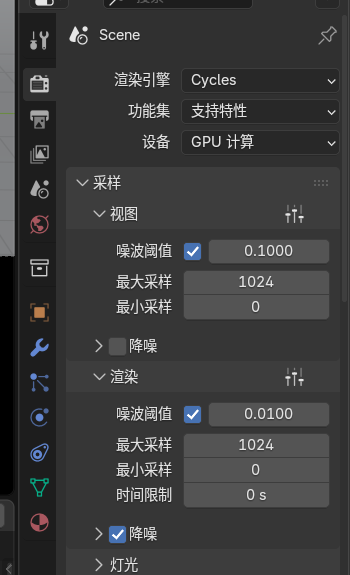 Scene
渲染引擎 Cycles
功能集 支持特性
设备 GPU 计算
采样
视图
噪波阈值 0.1000
最大采样 1024
最小采样 0
降噪
渲染
噪波阈值 0.0100
最大采样 1024
最小采样 0
时间限制 0 s
降噪
灯光